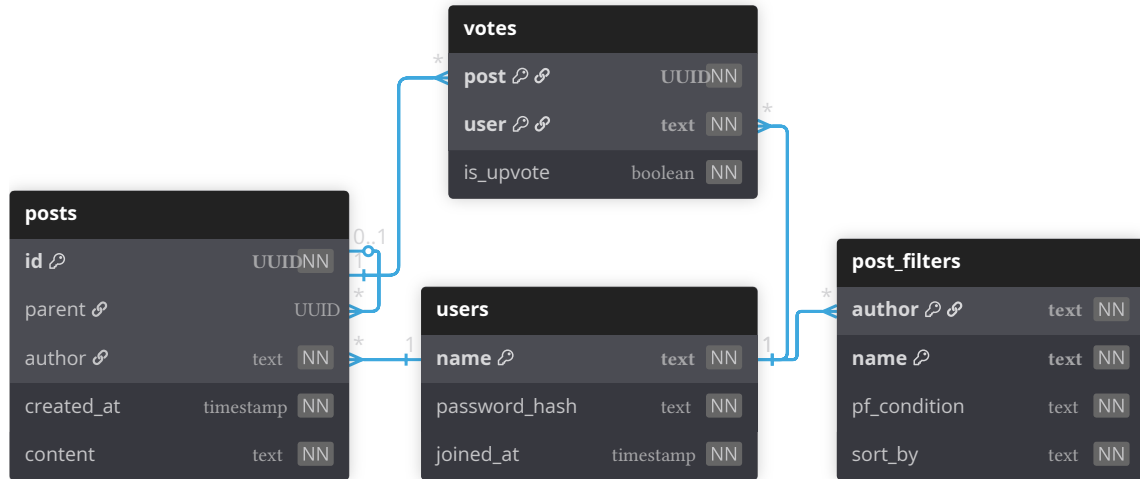 votes
post UUID NN
user text NN
is_upvote boolean NN
posts
id UUID NN
parent UUID
author text NN
created_at timestamp NN
content text NN
users
name text NN
password_hash text NN
joined_at timestamp NN
post_filters
author text NN
name text NN
pf_condition text NN
sort_by text NN
*
*
0..1
1
*
*
1
1
*